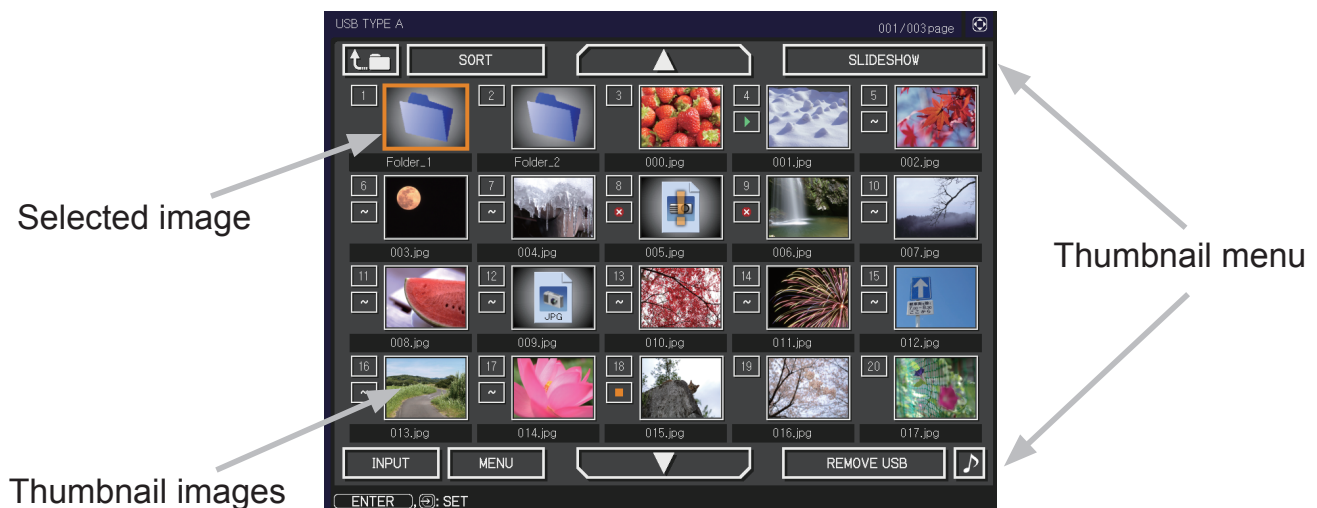 USB TYPE A
001/003page
SORT
SLIDESHOW
1
2
3
4
5
~
Folder_1
Folder_2
000.jpg
001.jpg
002.jpg
Selected image
6
7
8
9
10
~
~
~
003.jpg
004.jpg
005.jpg
006.jpg
007.jpg
Thumbnail menu
11
12
13
14
15
~
~
~
~
~
JPG
008.jpg
009.jpg
010.jpg
011.jpg
012.jpg
16
17
18
19
20
~
~
013.jpg
014.jpg
015.jpg
016.jpg
017.jpg
INPUT
MENU
REMOVE USB
Thumbnail images
ENTER , : SET